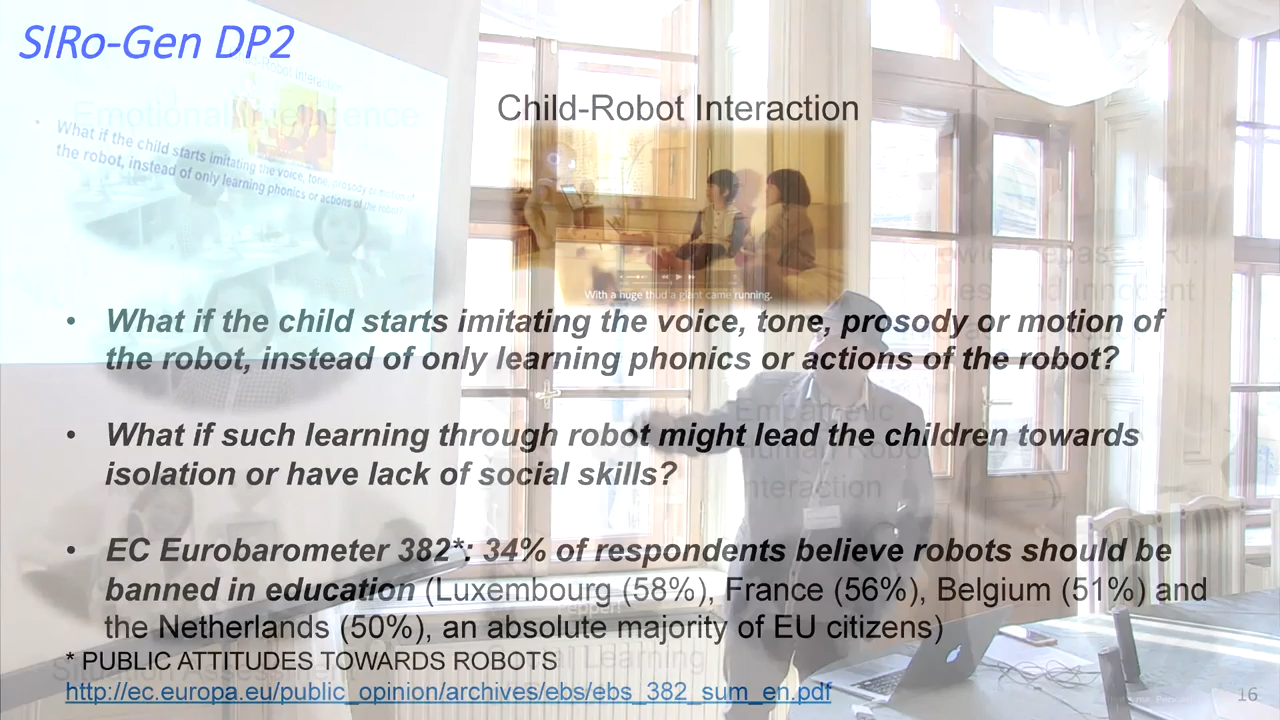 SIRo-Gen DP2
Child-Robot Interaction
Emotional
What if the child starts imitating the voice, tone, prosody or motion of
the robot, instead of only learning phonics or actions of the robot?
With a huge thud a giant came running.
• What if the child starts imitating the voice, tone, prosody or motion of
the robot, instead of only learning phonics or actions of the robot?
Empathetic
Human Robot
Interaction
• What if such learning through robot might lead the children towards
isolation or have lack of social skills?
• EC Eurobarometer 382*: 34% of respondents believe robots should be
banned in education (Luxembourg (58%), France (56%), Belgium (51%) and
the Netherlands (50%), an absolute majority of EU citizens)
* PUBLIC ATTITUDES TOWARDS ROBOTS
Learning
http://ec.europa.eu/public_opinion/archives/ebs/ebs_382_sum_en.pdf
16